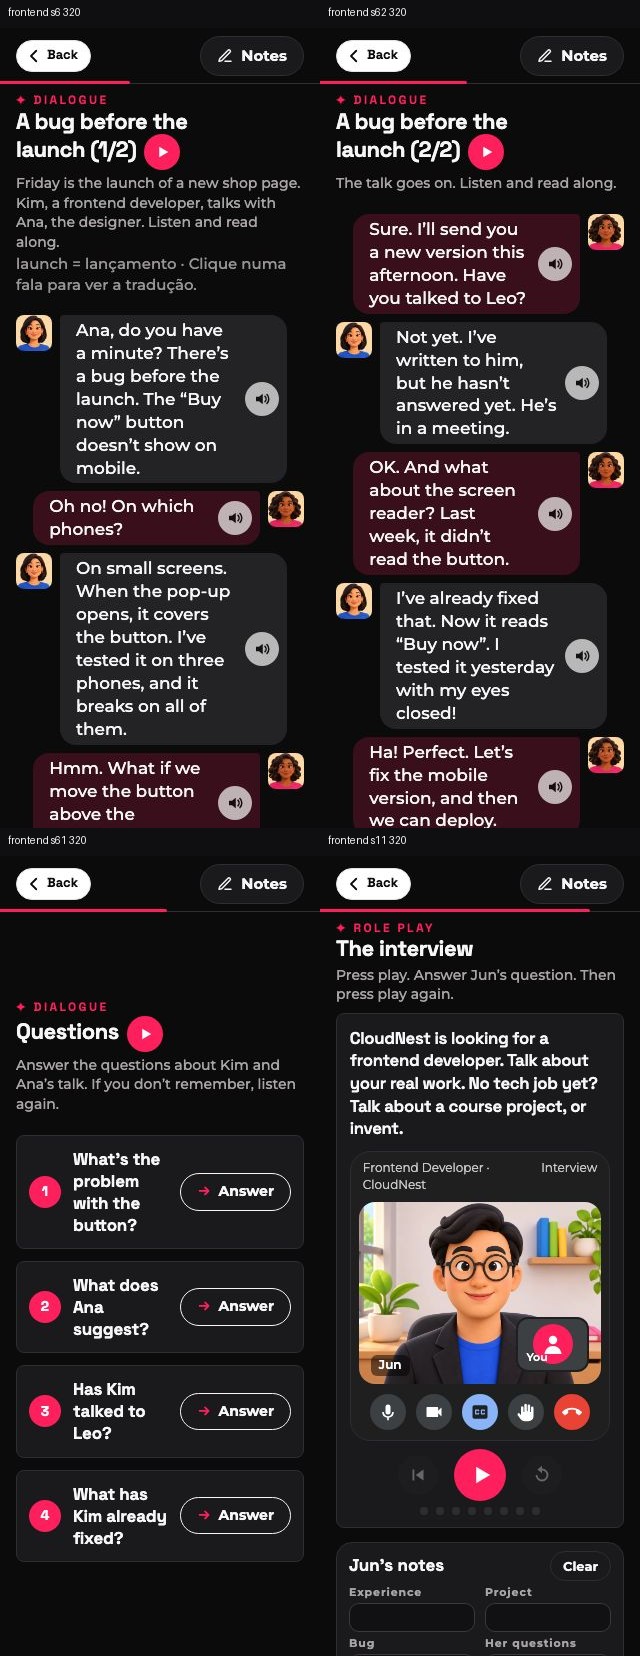 frontend s6 320
Back
Notes
DIALOGUE
A bug before the
launch (1/2)
Friday is the launch of a new shop page.
Kim, a frontend developer, talks with
Ana, the designer. Listen and read
along.
launch = lançamento · Clique numa
fala para ver a tradução.
Ana, do you have
a minute? There’s
a bug before the
launch. The “Buy
now” button
doesn’t show on
mobile.
Oh no! On which
phones?
On small screens.
When the pop-up
opens, it covers
the button. I’ve
tested it on three
phones, and it
breaks on all of
them.
Hmm. What if we
move the button
above the
frontend s62 320
Back
Notes
DIALOGUE
A bug before the
launch (2/2)
The talk goes on. Listen and read along.
Sure. I’ll send you
a new version this
afternoon. Have
you talked to Leo?
Not yet. I’ve
written to him,
but he hasn’t
answered yet. He’s
in a meeting.
OK. And what
about the screen
reader? Last
week, it didn’t
read the button.
I’ve already fixed
that. Now it reads
“Buy now”. I
tested it yesterday
with my eyes
closed!
Ha! Perfect. Let’s
fix the mobile
version, and then
we can deploy.
frontend s61 320
Back
Notes
DIALOGUE
Questions
Answer the questions about Kim and
Ana’s talk. If you don’t remember, listen
again.
1
What’s the
problem
with the
button?
Answer
2
What does
Ana
suggest?
Answer
3
Has Kim
talked to
Leo?
Answer
4
What has
Kim already
fixed?
Answer
frontend s11 320
Back
Notes
ROLE PLAY
The interview
Press play. Answer Jun’s question. Then
press play again.
CloudNest is looking for a
frontend developer. Talk about
your real work. No tech job yet?
Talk about a course project, or
invent.
Frontend Developer ·
CloudNest
Interview
Jun
You
CC
Jun’s notes
Clear
Experience
Project
Bug
Her questions